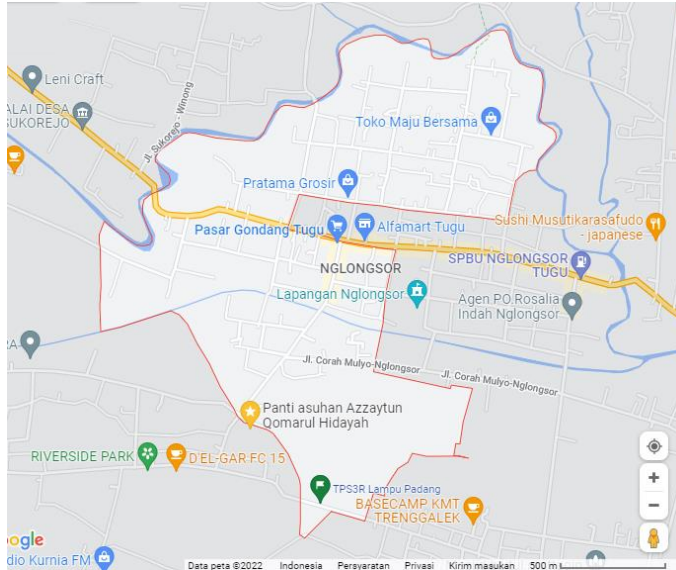 Leni Craft
ALAI DESA
SUKOREJO
Jl. Sukorejo - Winong
Toko Maju Bersama
Pratama Grosir
Pasar Gondang Tugu
Alfamart Tugu
Sushi Musutikarasafudo
- japanese
NGLONGSOR
SPBU NGLONGSOR
TUGU
Lapangan Nglongsor
Agen PO Rosalia
Indah Nglongsor
RA
Jl. Corah Mulyo-Nglongsor
Jl. Corah Mulyo-Nglongsor
Panti asuhan Azzaytun
Qomarul Hidayah
RIVERSIDE PARK
D'EL-GAR FC 15
TPS3R Lampu Padang
BASECAMP KMT
TRENGGALEK
ogle
dio Kurnia FM
Data peta ©2022 Indonesia Persyaratan Privasi Kirim masukan 500 m